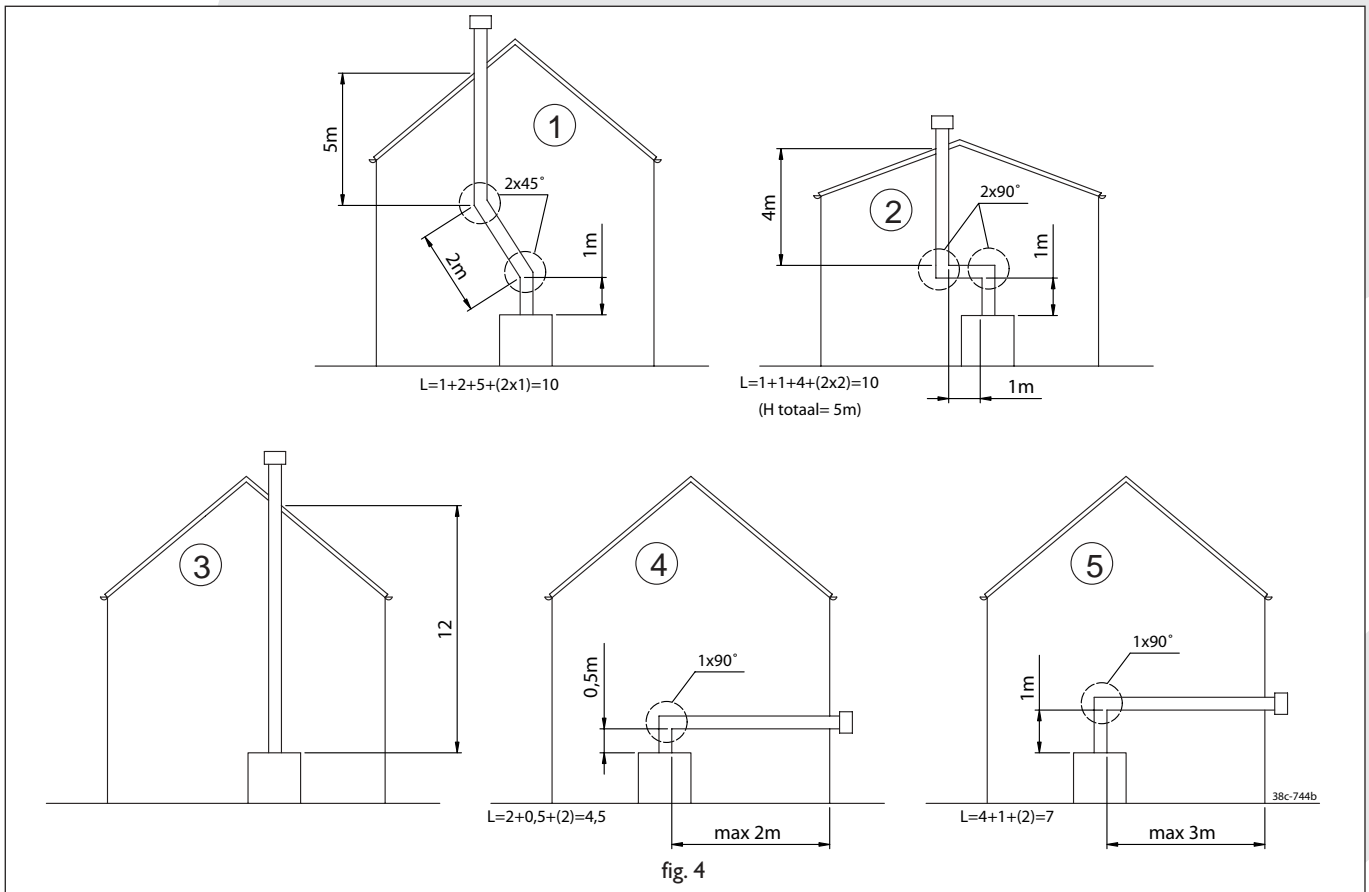 5m
1
2x45°
2m
1m
L=1+2+5+(2x1)=10
4m
2
2x90°
1m
L=1+1+4+(2x2)=10
(H totaal= 5m)
1m
3
12
4
0,5m
1x90°
L=2+0,5+(2)=4,5
max 2m
5
1m
1x90°
38c-744b
L=4+1+(2)=7
max 3m
fig. 4